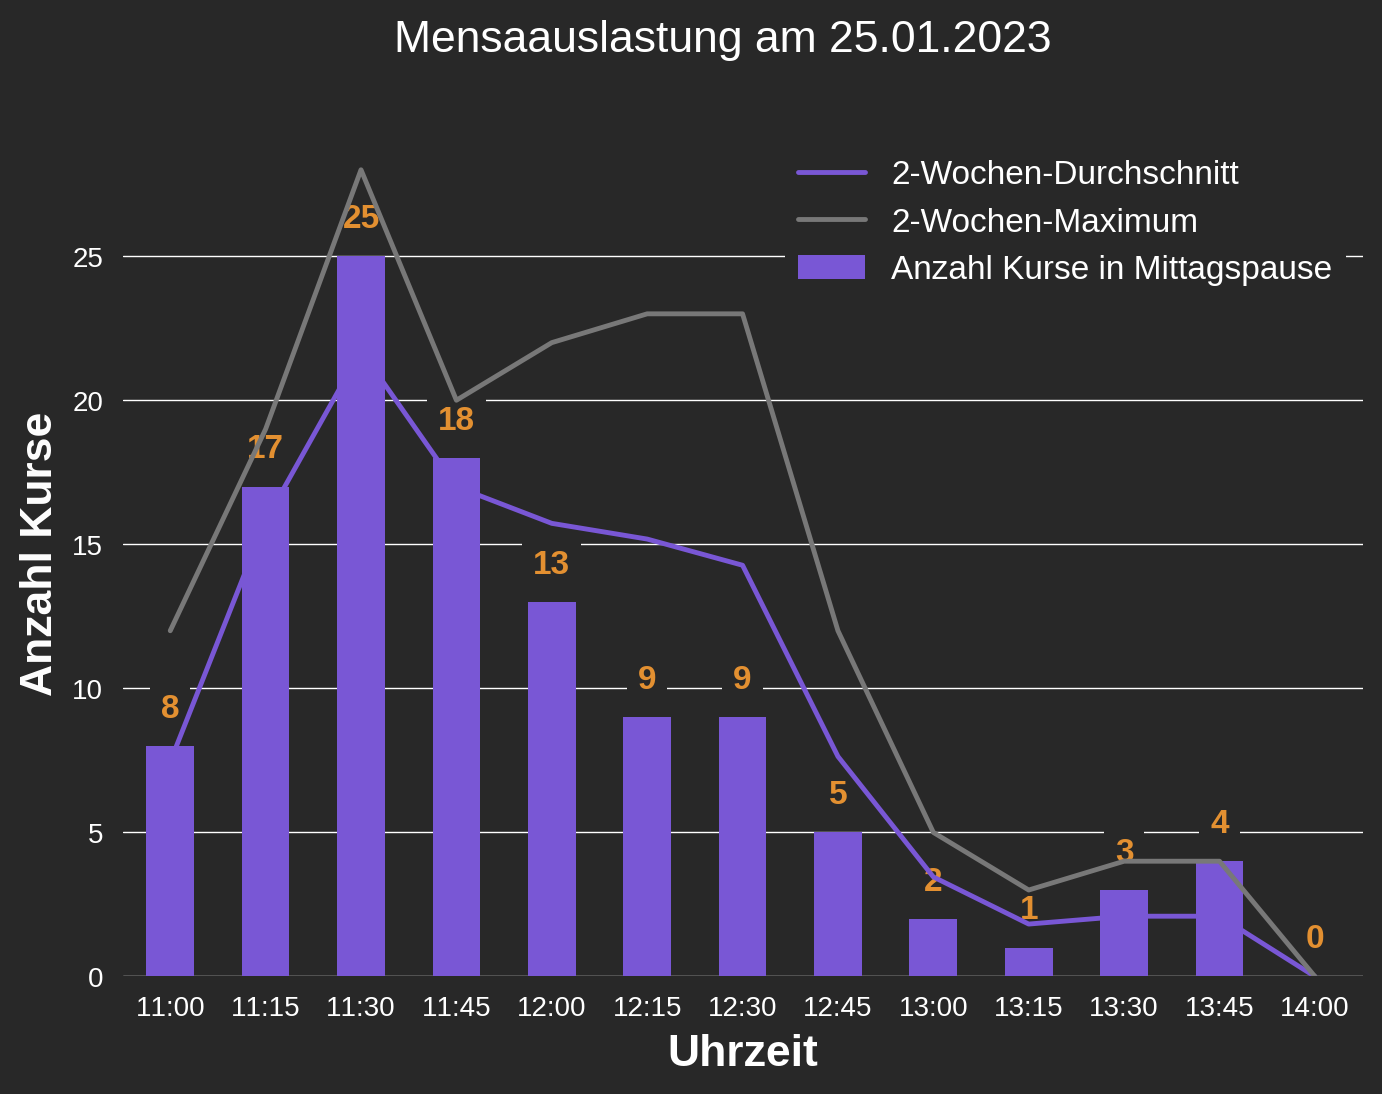 Mensaauslastung am 25.01.2023
2-Wochen-Durchschnitt
2-Wochen-Maximum
Anzahl Kurse in Mittagspause
Anzahl Kurse
25
20
15
10
5
0
8
17
25
18
13
9
9
5
2
1
3
4
0
11:00 11:15 11:30 11:45 12:00 12:15 12:30 12:45 13:00 13:15 13:30 13:45 14:00
Uhrzeit